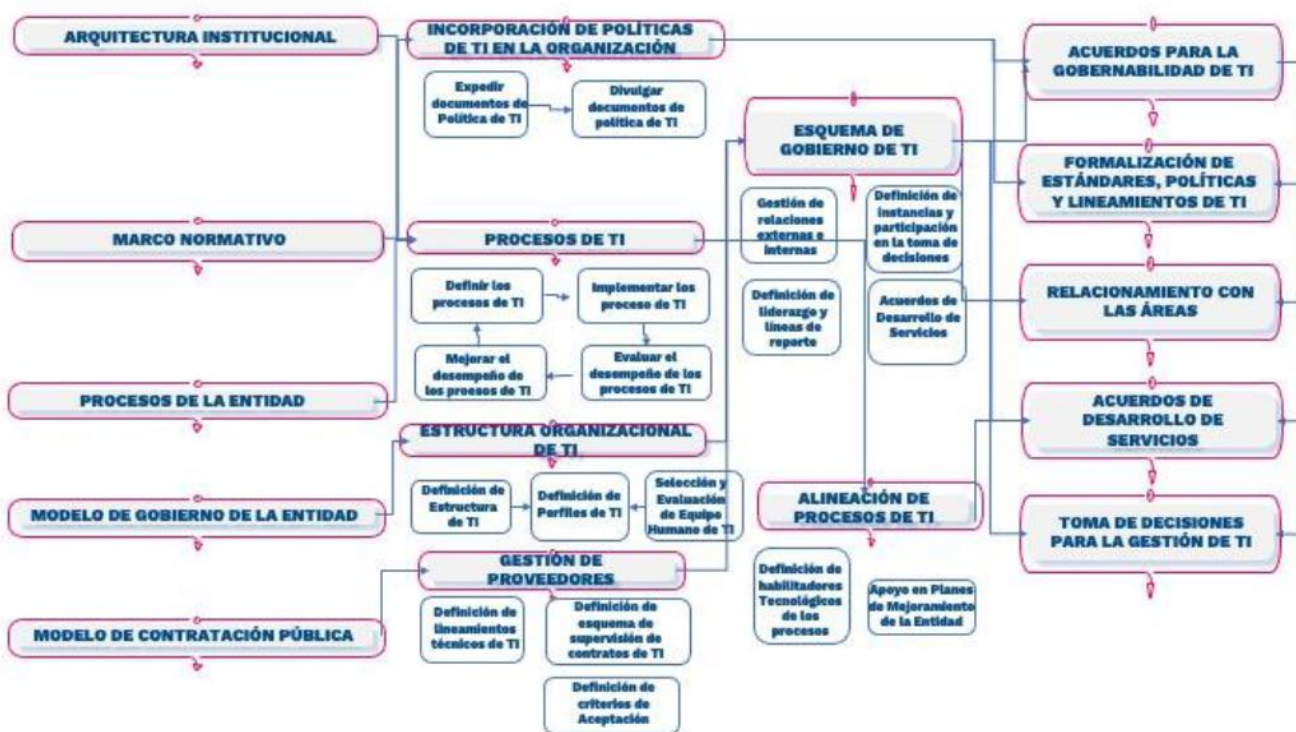 ARQUITECTURA INSTITUCIONAL
MARCO NORMATIVO
PROCESOS DE LA ENTIDAD
MODELO DE GOBIERNO DE LA ENTIDAD
MODELO DE CONTRATACIÓN PÚBLICA
INCORPORACIÓN DE POLÍTICAS
DE TI EN LA ORGANIZACIÓN
Expedir
documentos de
Política de TI
Divulgar
documentos de
política de TI
PROCESOS DE TI
Definir los
procesos de TI
Implementar los
proceso de TI
Mejorar el
desempeño de
los proesos de TI
Evaluar el
desempeño de los
procesos de TI
ESTRUCTURA ORGANIZACIONAL
DE TI
Definición de
Estructura
de TI
Definición de
Perfiles de TI
Selección y
Evaluación
de Equipo
Humano de TI
GESTIÓN DE
PROVEEDORES
Definición de
lineamientos
técnicos de TI
Definición de
esquema de
supervisión de
contratos de TI
Definición de
criterios de
Aceptación
ESQUEMA DE
GOBIERNO DE TI
Gestión de
relaciones
externas e
internas
Definición de
instancias y
participación
en la toma de
decisiones
Definición de
liderazgo y
líneas de
reporte
Acuerdos de
Desarrollo de
Servicios
ALINEACIÓN DE
PROCESOS DE TI
Definición de
habilitadores
Tecnológicos
de los
procesos
Apoyo en Planes
de Mejoramiento
de la Entidad
ACUERDOS PARA LA
GOBERNABILIDAD DE TI
FORMALIZACIÓN DE
ESTÁNDARES, POLÍTICAS
Y LINEAMIENTOS DE TI
RELACIONAMIENTO CON
LAS ÁREAS
ACUERDOS DE
DESARROLLO DE
SERVICIOS
TOMA DE DECISIONES
PARA LA GESTIÓN DE TI